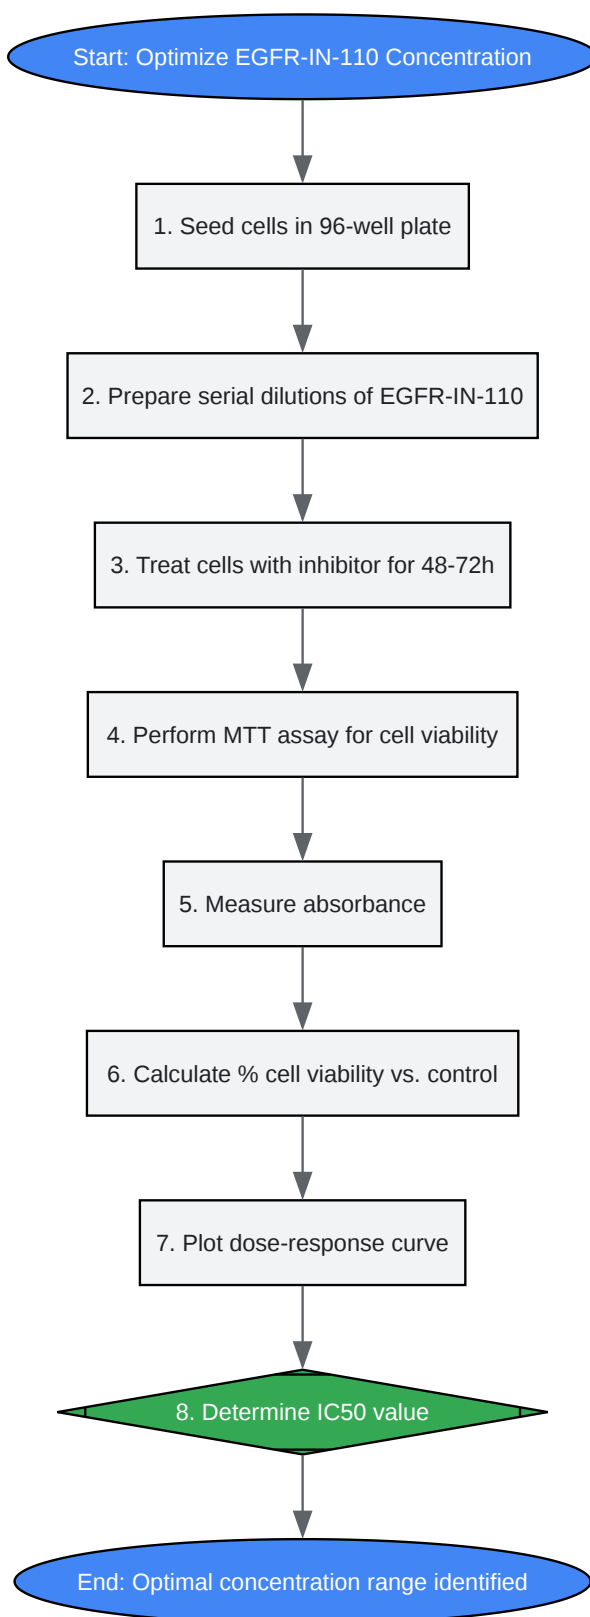 Start: Optimize EGFR-IN-110 Concentration
1. Seed cells in 96-well plate
2. Prepare serial dilutions of EGFR-IN-110
3. Treat cells with inhibitor for 48-72h
4. Perform MTT assay for cell viability
5. Measure absorbance
6. Calculate % cell viability vs. control
7. Plot dose-response curve
8. Determine IC50 value
End: Optimal concentration range identified